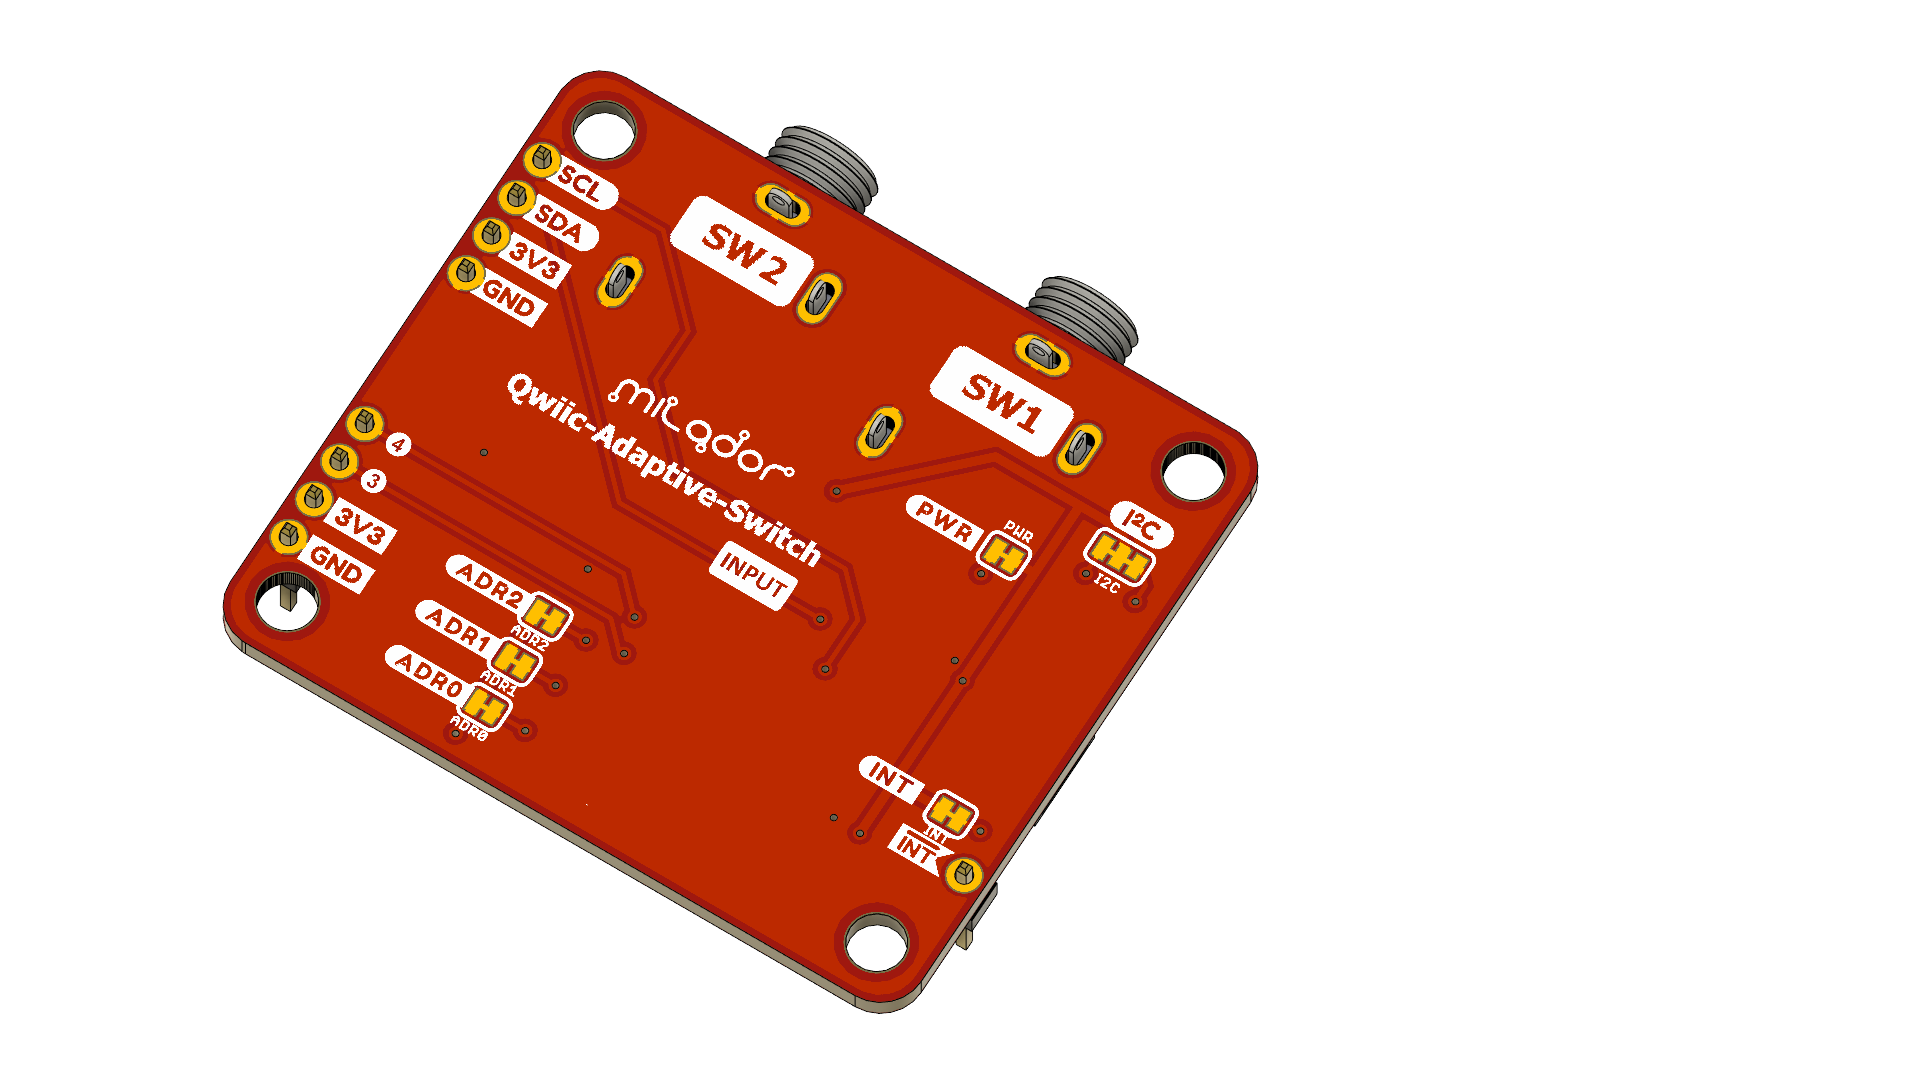 SCL
SDA
3V3
GND
SW2
SW1
milador
Qwiic-Adaptive-Switch
INPUT
4
3
3V3
GND
PWR
PWR
I²C
I2C
ADR2
ADR2
ADR1
ADR1
ADR0
ADR0
INT
INT
INT